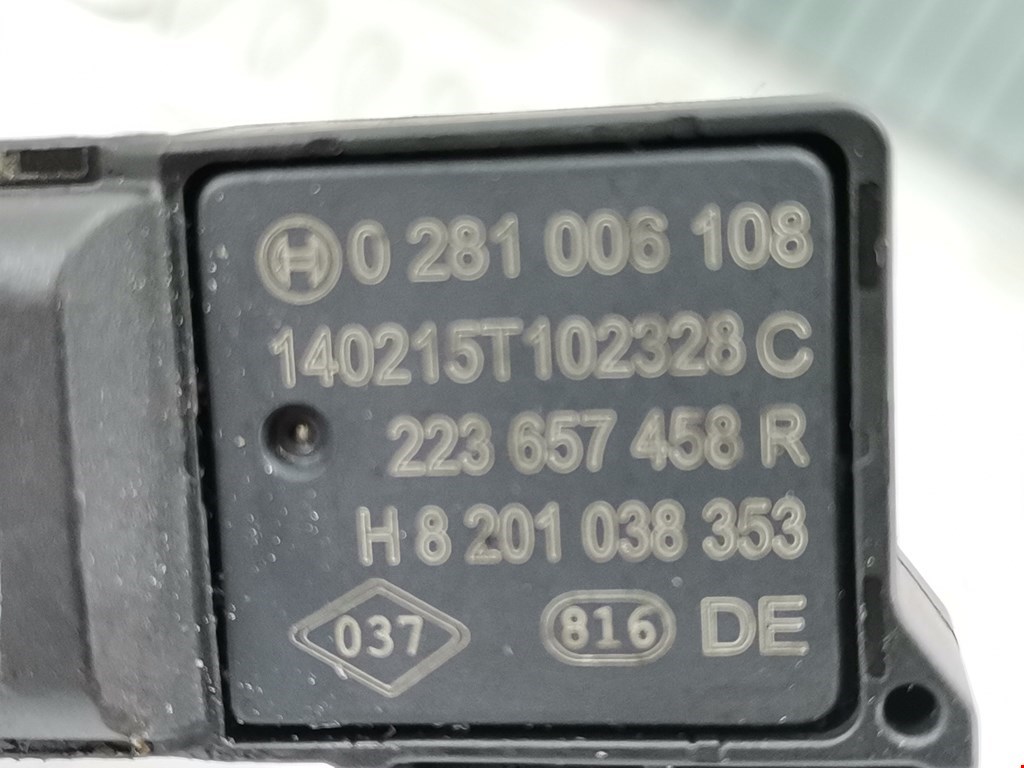 0 281 006 108
140215T102328 C
223 657 458 R
H 8 201 038 353
037 816 DE